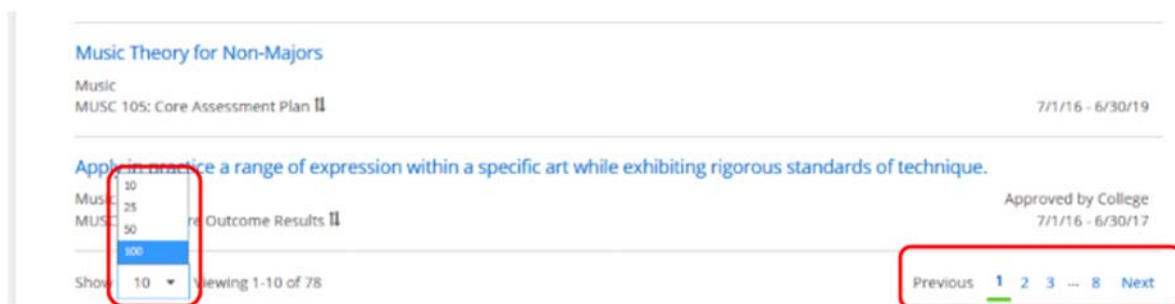 Music Theory for Non-Majors
Music
MUSC 105: Core Assessment Plan
7/1/16 - 6/30/19
Apply in practice a range of expression within a specific art while exhibiting rigorous standards of technique.
Approved by College
MUSC re Outcome Results
7/1/16 - 6/30/17
10
25
50
100
Show 10 Viewing 1-10 of 78
Previous 1 2 3 ... 8 Next